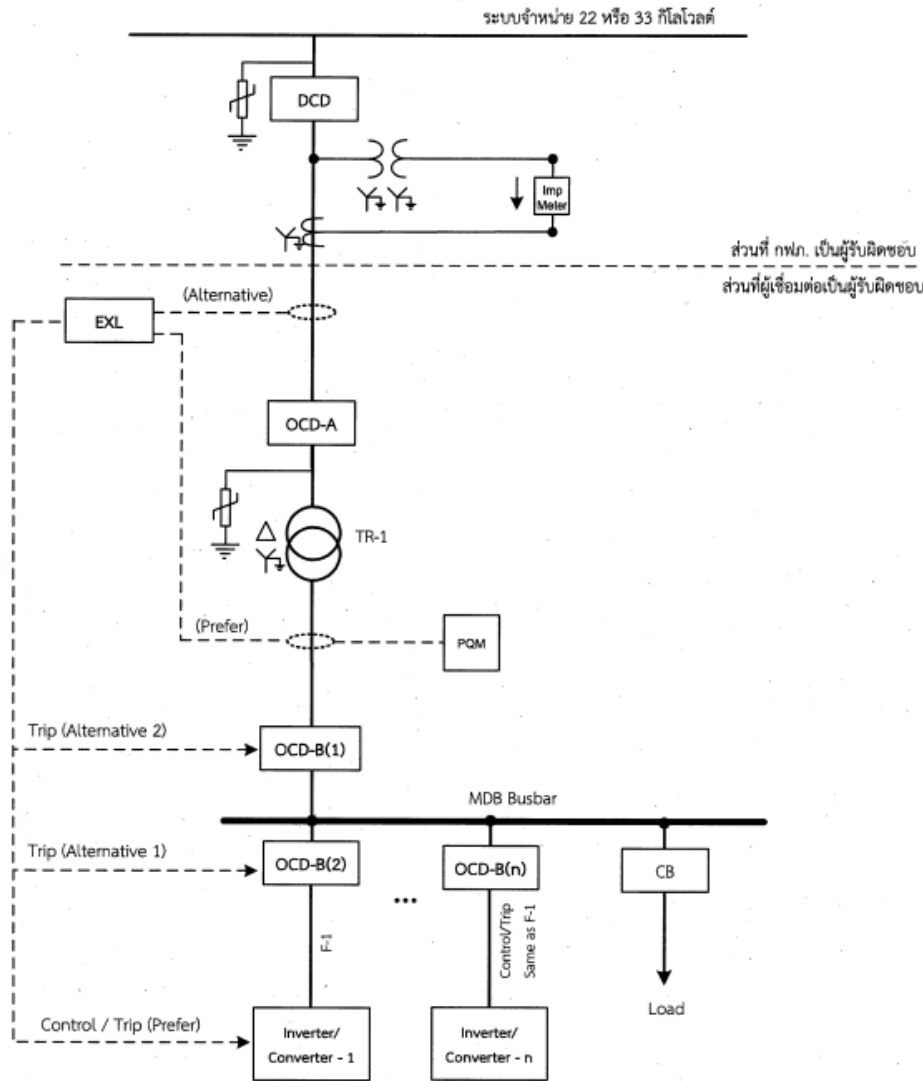 ระบบจำหน่าย 22 หรือ 33 กิโลโวลต์
DCD
Imp
Meter
ส่วนที่ กฟภ. เป็นผู้รับผิดชอบ
ส่วนที่ผู้เชื่อมต่อเป็นผู้รับผิดชอบ
(Alternative)
EXL
OCD-A
TR-1
(Prefer)
PQM
Trip (Alternative 2)
OCD-B(1)
MDB Busbar
Trip (Alternative 1)
OCD-B(2)
OCD-B(n)
CB
...
F-1
Control/Trip
Same as F-1
Load
Control / Trip (Prefer)
Inverter/
Converter - 1
Inverter/
Converter - n